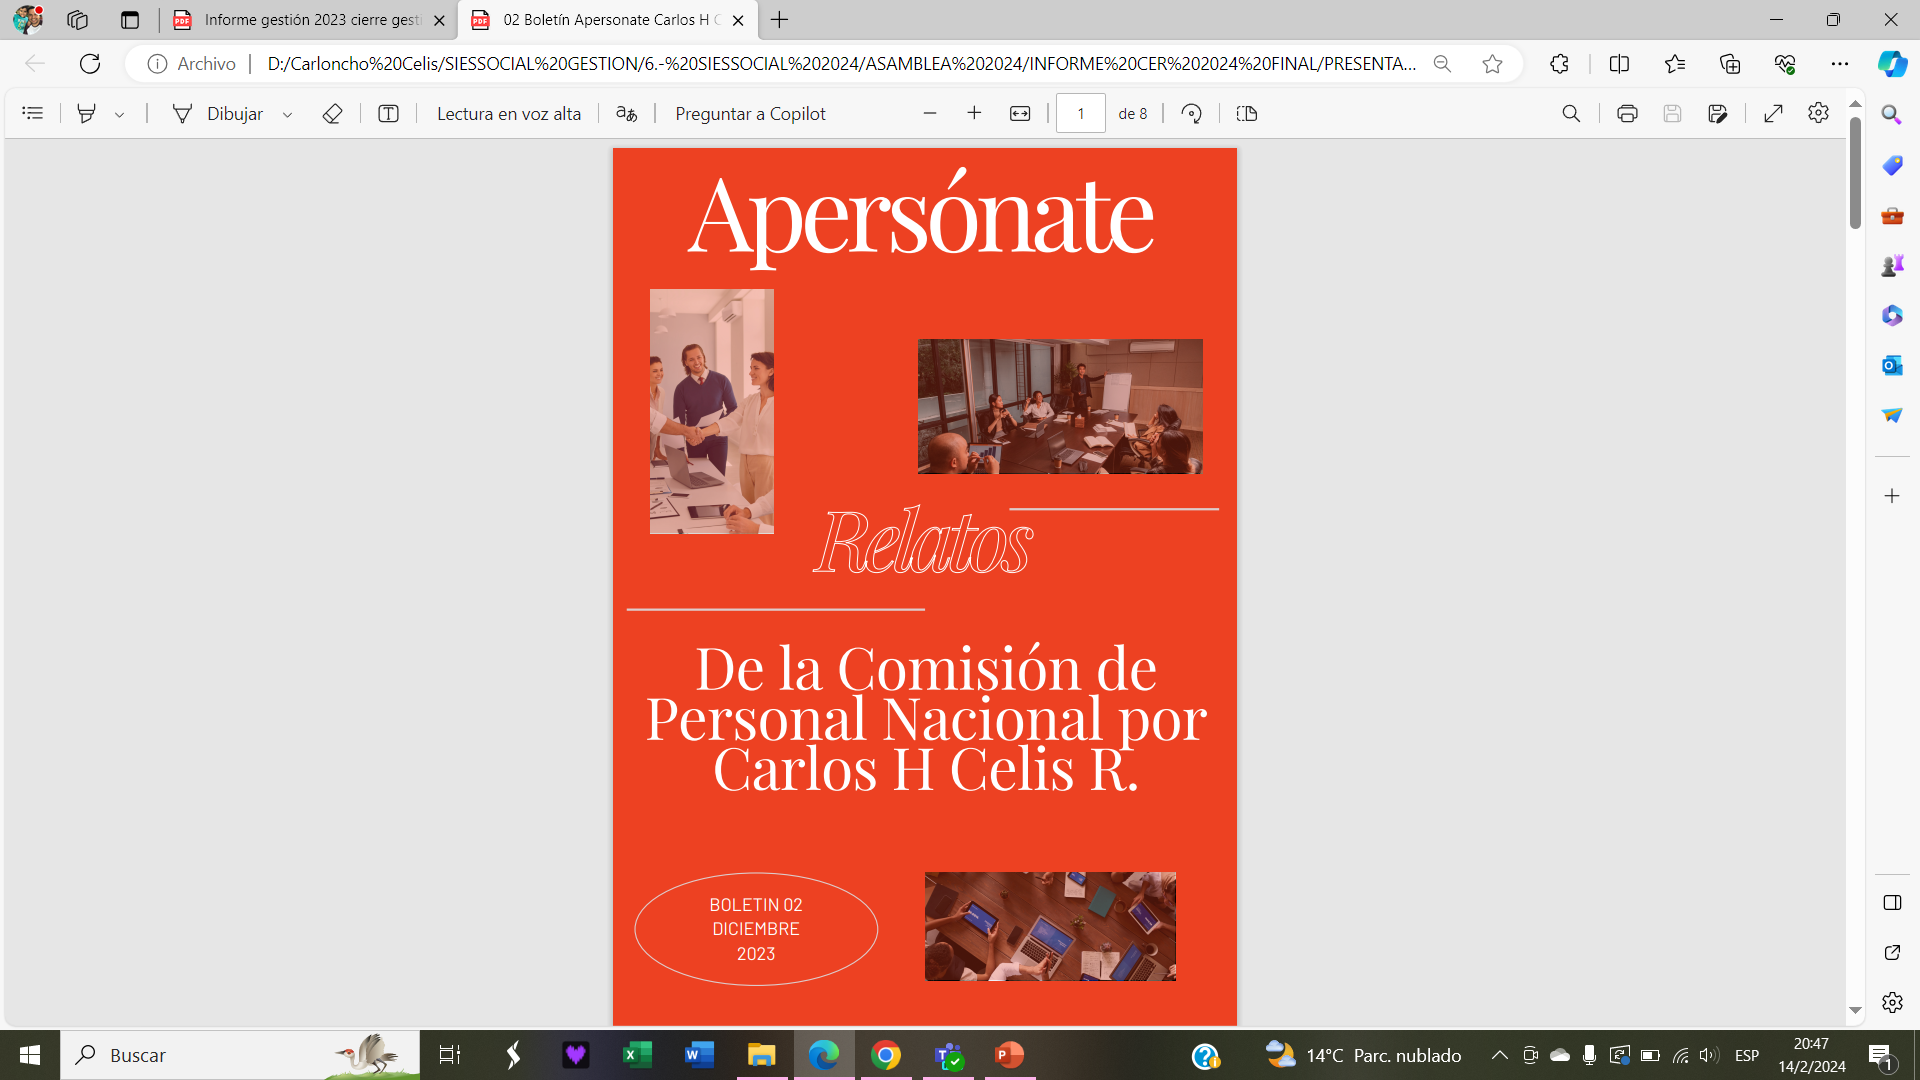 Informe gestión 2023 cierre gesti
02 Boletín Apersonate Carlos H C
Archivo
D:/Carloncho%20Celis/SIESSOCIAL%20GESTION/6.-%20SIESSOCIAL%202024/ASAMBLEA%202024/INFORME%20CER%202024%20FINAL/PRESENTA...
Dibujar
Lectura en voz alta
Preguntar a Copilot
1
de 8
Apersónate
Relatos
De la Comisión de
Personal Nacional por
Carlos H Celis R.
BOLETIN 02
DICIEMBRE
2023
Buscar
14°C Parc. nublado
ESP
20:47
14/2/2024
1